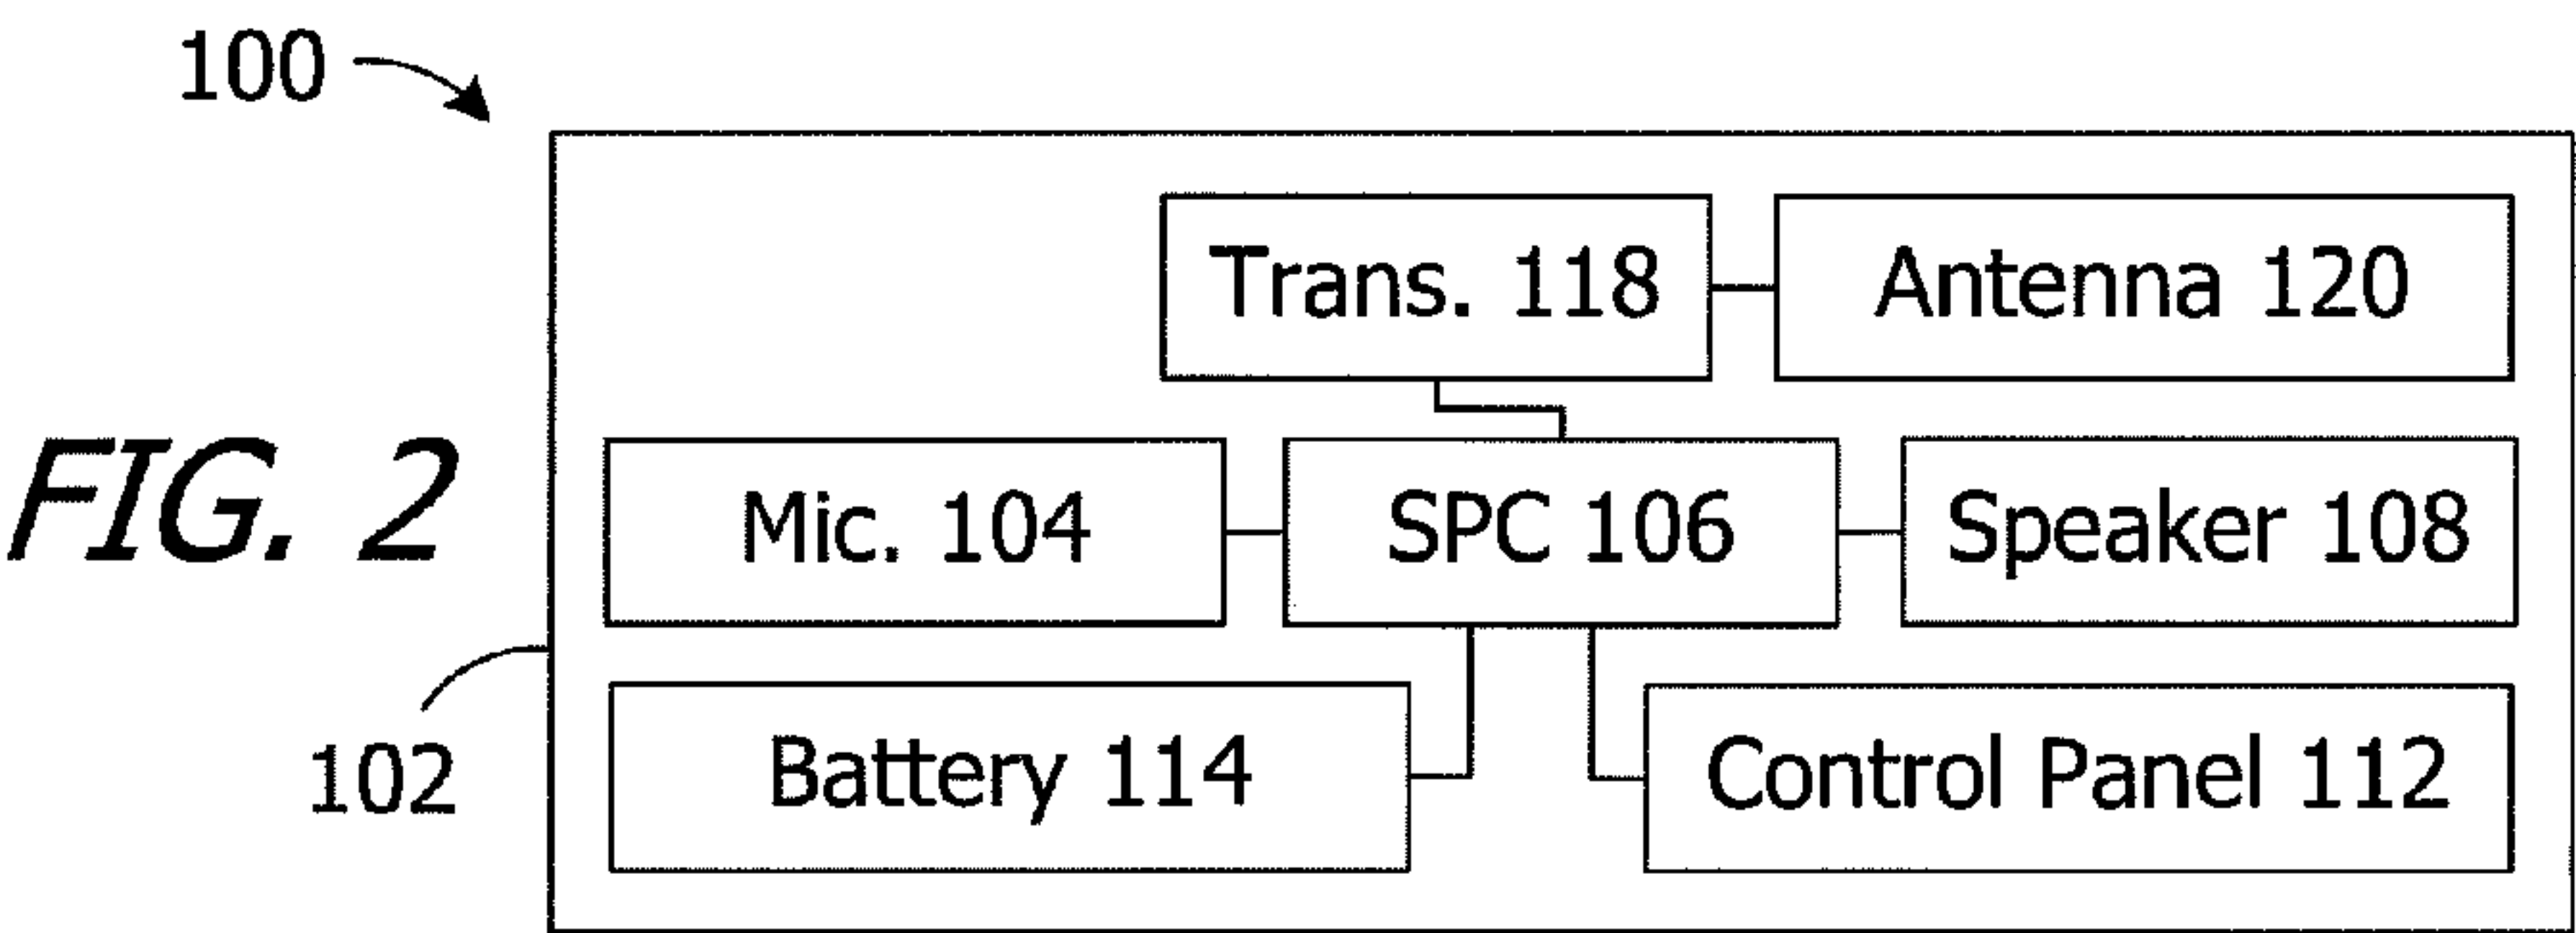 100
Trans. 118
Antenna 120
FIG. 2
Mic. 104
SPC 106
Speaker 108
102
Battery 114
Control Panel 112